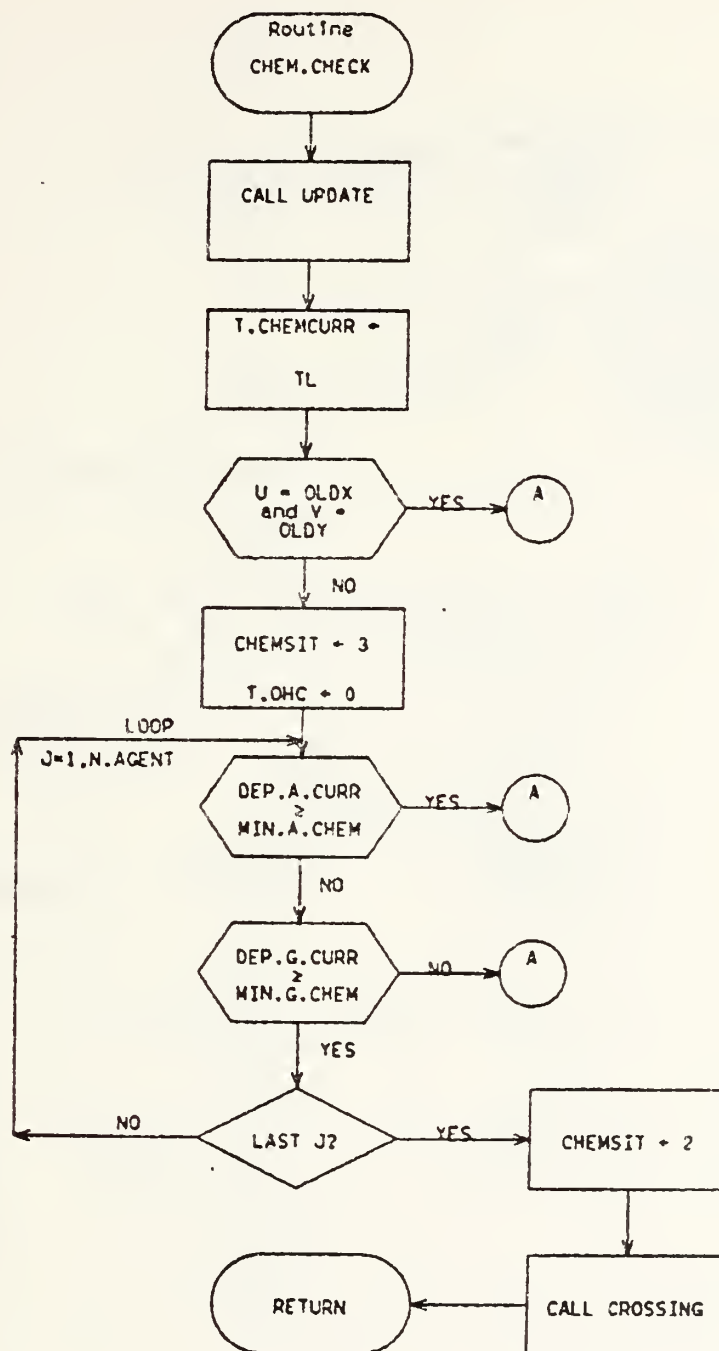 Routine
CHEM.CHECK
CALL UPDATE
T.CHEMCURR ←
TL
U = OLDX
and V =
OLDY
YES
A
NO
CHEMSIT ← 3
T.OHC ← 0
LOOP
J=1,N.AGENT
DEP.A.CURR
≥
MIN.A.CHEM
YES
A
NO
DEP.G.CURR
≥
MIN.G.CHEM
NO
A
YES
LAST J?
NO
YES
CHEMSIT ← 2
CALL CROSSING
RETURN